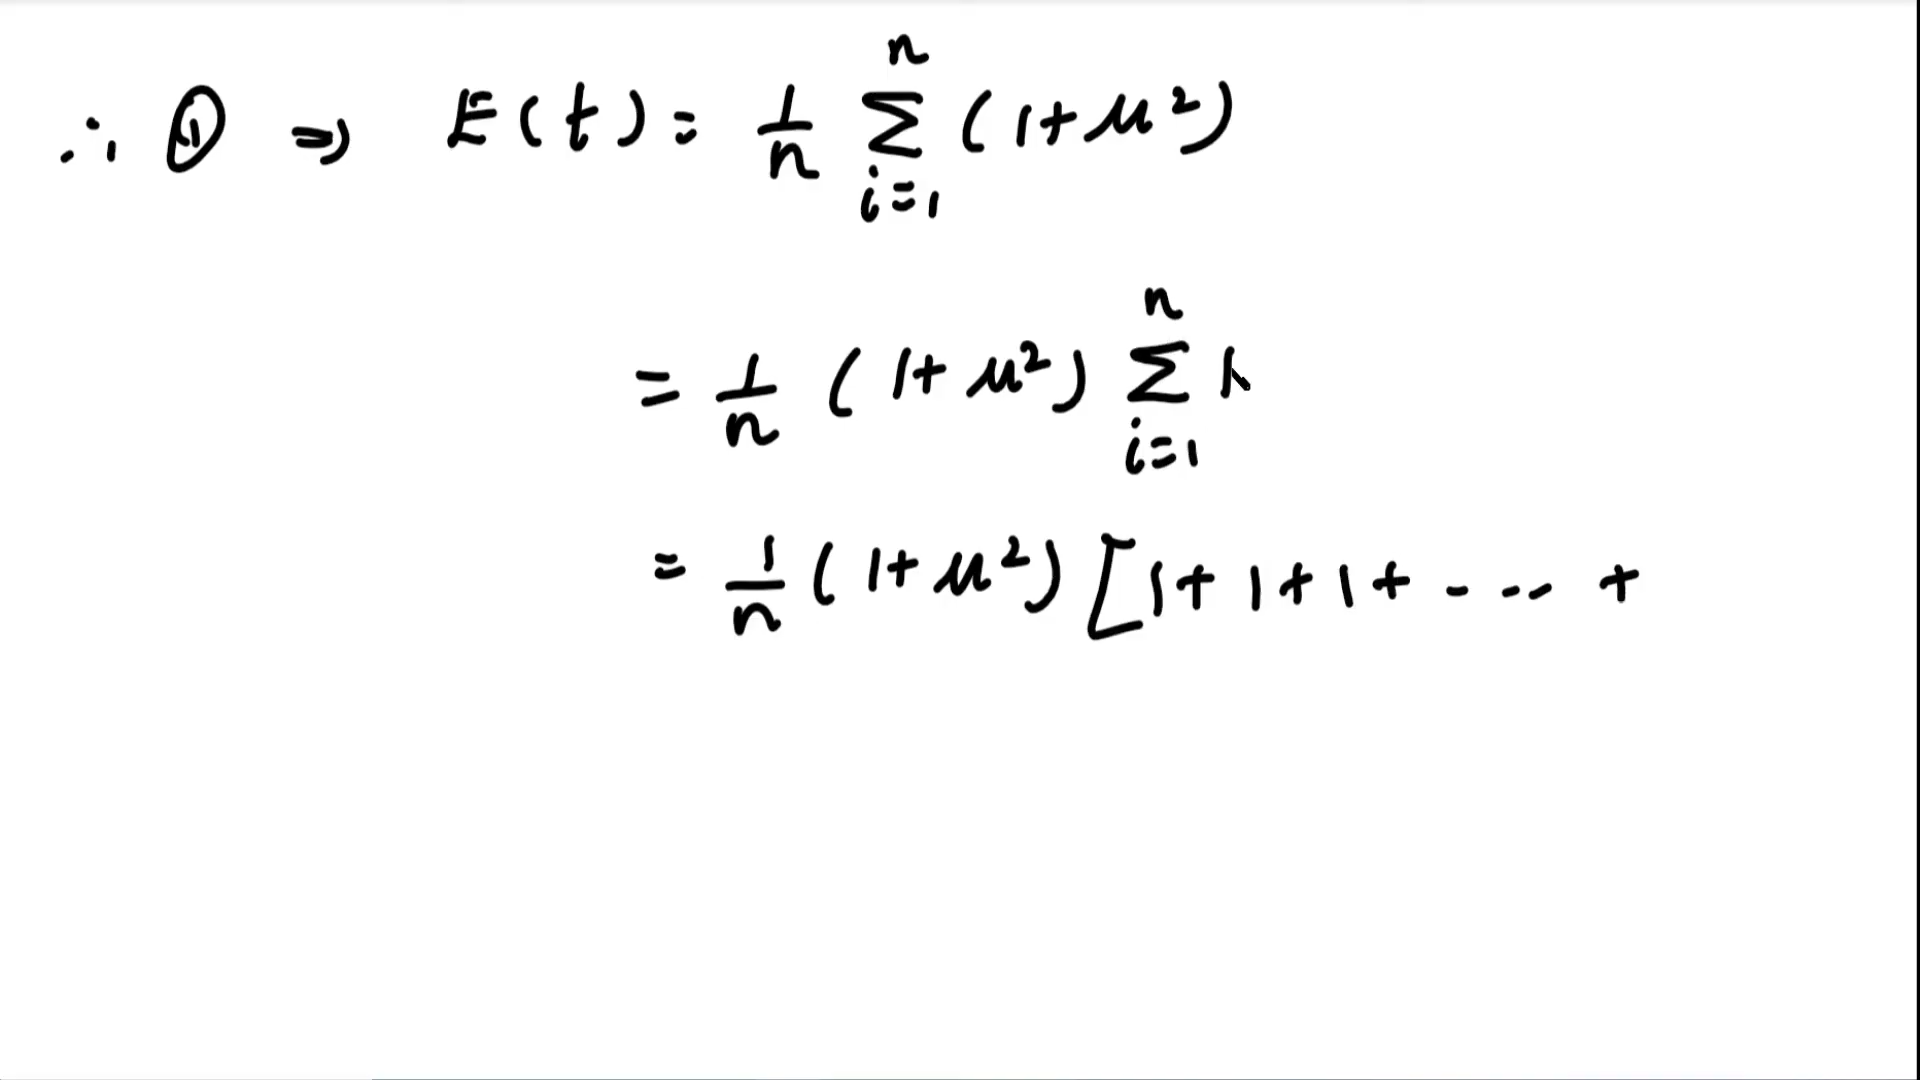 ∴ ① ⇒ E(t) = 1/n ∑_{i=1}^{n} (1+μ²)
= 1/n (1+μ²) ∑_{i=1}^{n} 1
= 1/n (1+μ²) [1+1+1+ - - - +